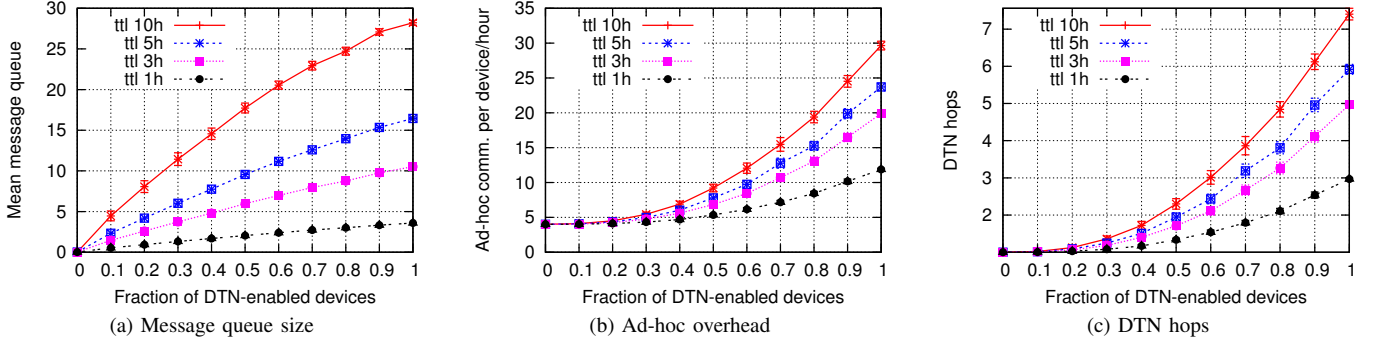 Mean message queue
30
25
20
15
10
5
0
ttl 10h
ttl 5h
ttl 3h
ttl 1h
0 0.1 0.2 0.3 0.4 0.5 0.6 0.7 0.8 0.9 1
Fraction of DTN-enabled devices
(a) Message queue size
Ad-hoc comm. per device/hour
35
30
25
20
15
10
5
0
ttl 10h
ttl 5h
ttl 3h
ttl 1h
0 0.1 0.2 0.3 0.4 0.5 0.6 0.7 0.8 0.9 1
Fraction of DTN-enabled devices
(b) Ad-hoc overhead
DTN hops
7
6
5
4
3
2
ttl 10h
ttl 5h
ttl 3h
ttl 1h
0 0.1 0.2 0.3 0.4 0.5 0.6 0.7 0.8 0.9 1
Fraction of DTN-enabled devices
(c) DTN hops